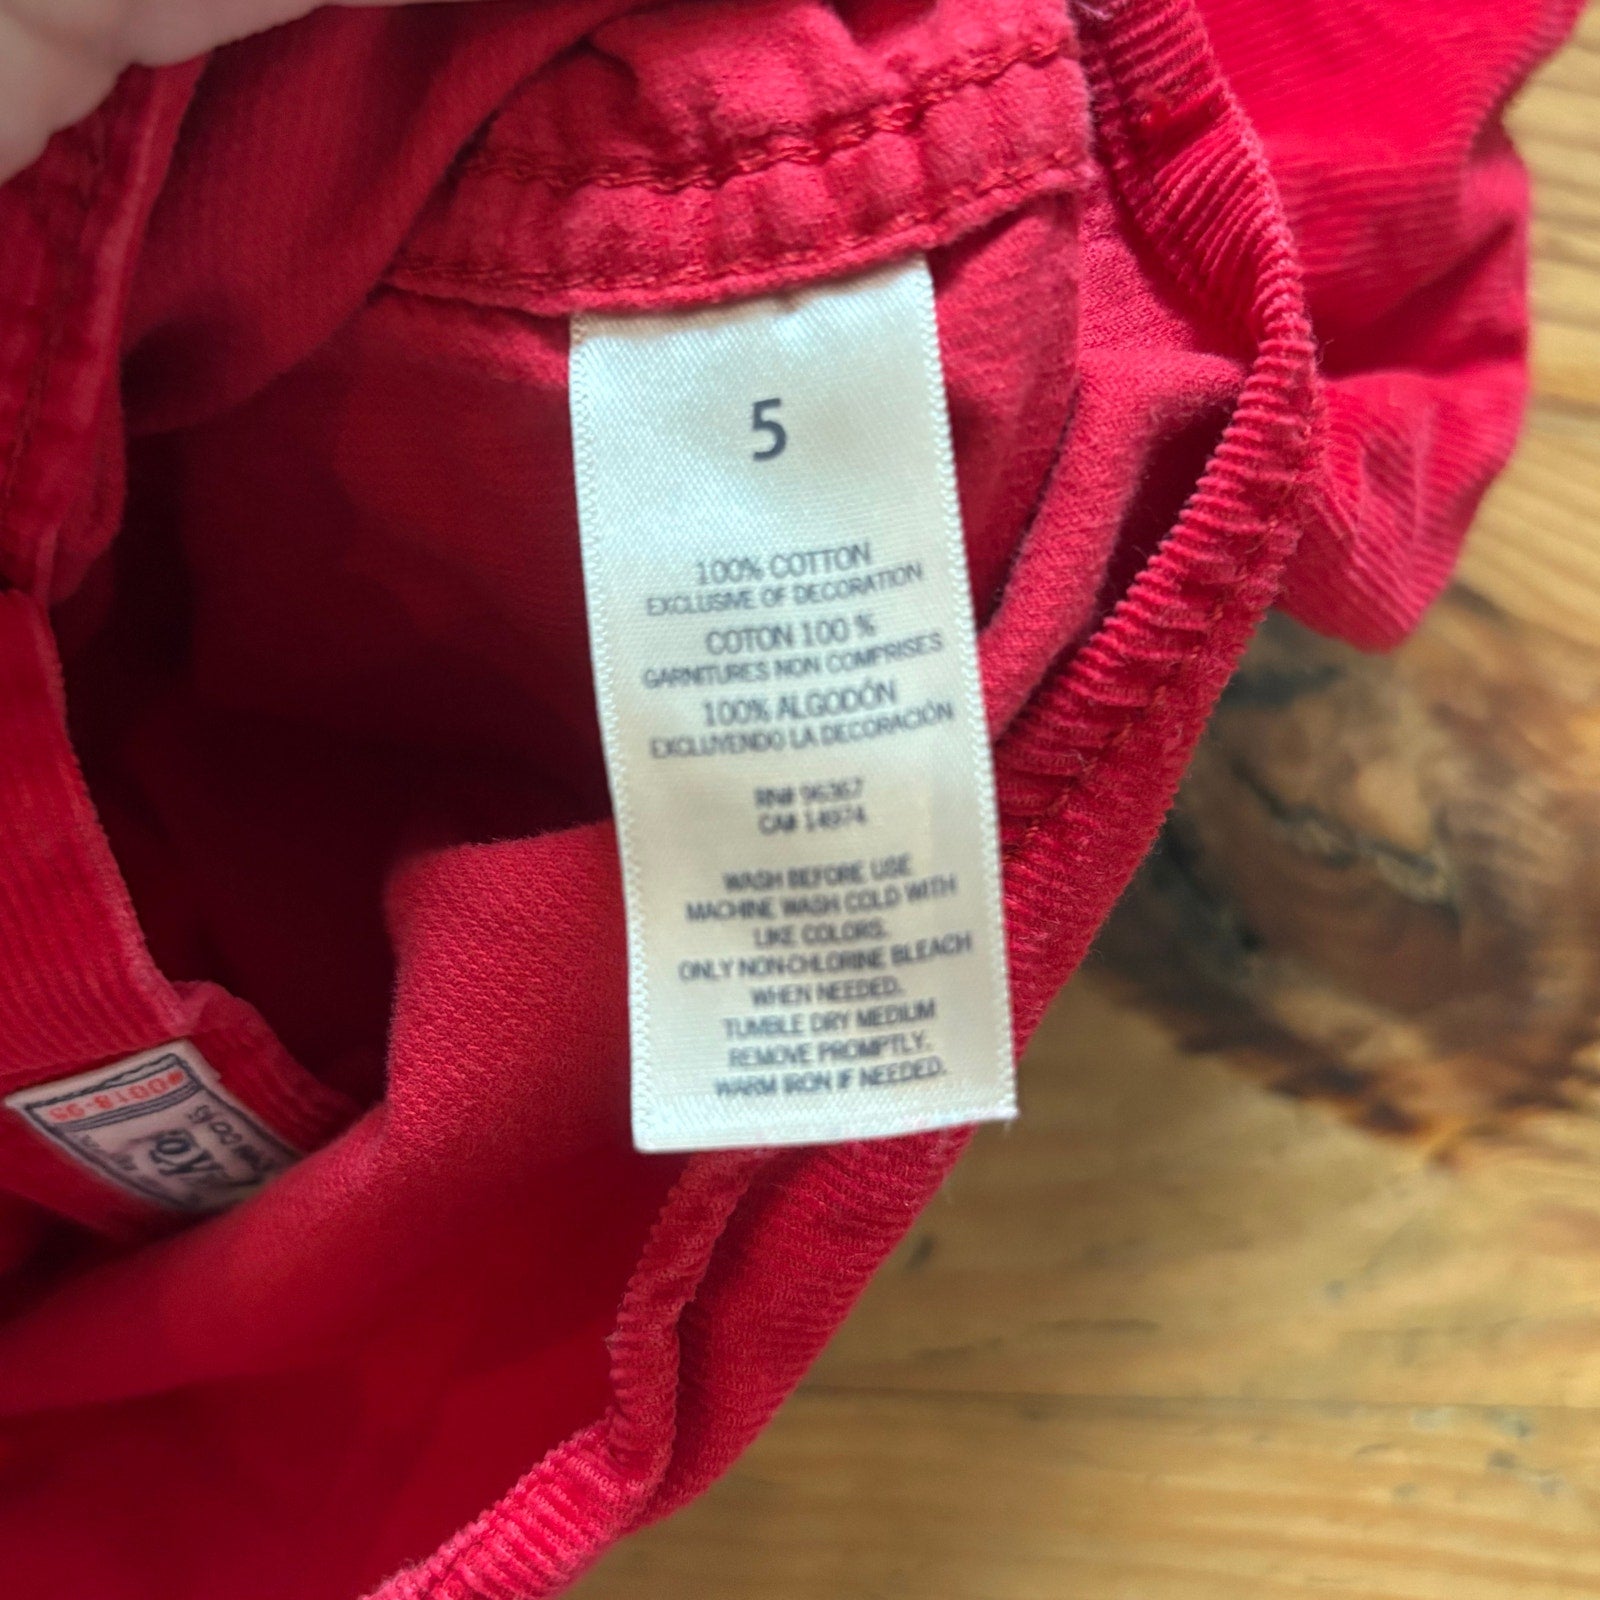 5
100% COTTON
EXCLUSIVE OF DECORATION
COTON 100 %
GARNITURES NON COMPRISES
100% ALGODÓN
EXCLUYENDO LA DECORACIÓN
RN# 96367
CA# 14974
WASH BEFORE USE
MACHINE WASH COLD WITH
LIKE COLORS.
ONLY NON-CHLORINE BLEACH
WHEN NEEDED.
TUMBLE DRY MEDIUM
REMOVE PROMPTLY.
WARM IRON IF NEEDED.